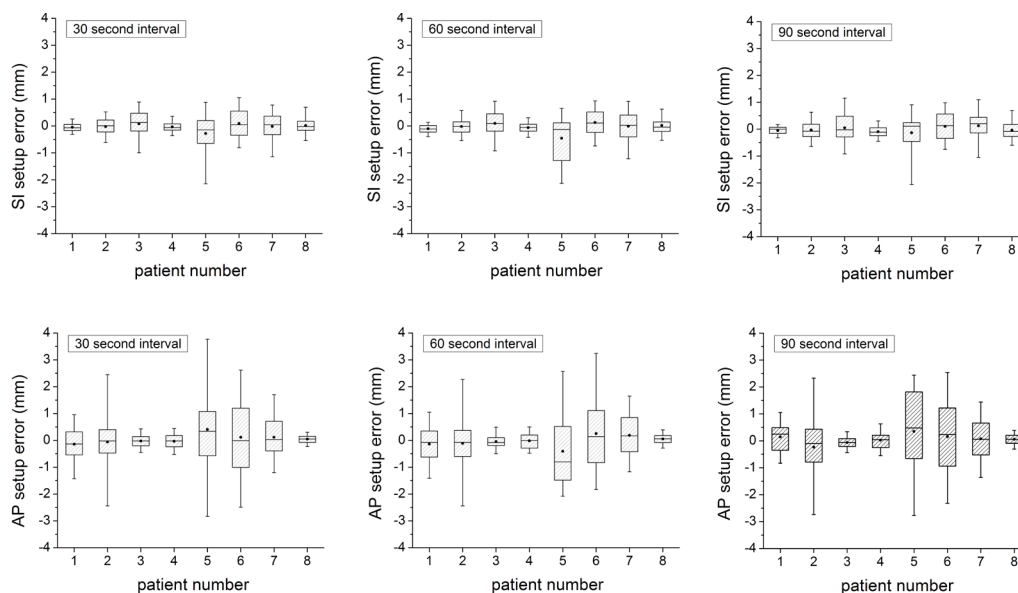 30 second interval
SI setup error (mm)
4
3
2
1
0
-1
-2
-3
-4
1 2 3 4 5 6 7 8
patient number
60 second interval
SI setup error (mm)
4
3
2
1
0
-1
-2
-3
-4
1 2 3 4 5 6 7 8
patient number
90 second interval
SI setup error (mm)
4
3
2
1
0
-1
-2
-3
-4
1 2 3 4 5 6 7 8
patient number
30 second interval
AP setup error (mm)
4
3
2
1
0
-1
-2
-3
-4
1 2 3 4 5 6 7 8
patient number
60 second interval
AP setup error (mm)
4
3
2
1
0
-1
-2
-3
-4
1 2 3 4 5 6 7 8
patient number
90 second interval
AP setup error (mm)
4
3
2
1
0
-1
-2
-3
-4
1 2 3 4 5 6 7 8
patient number